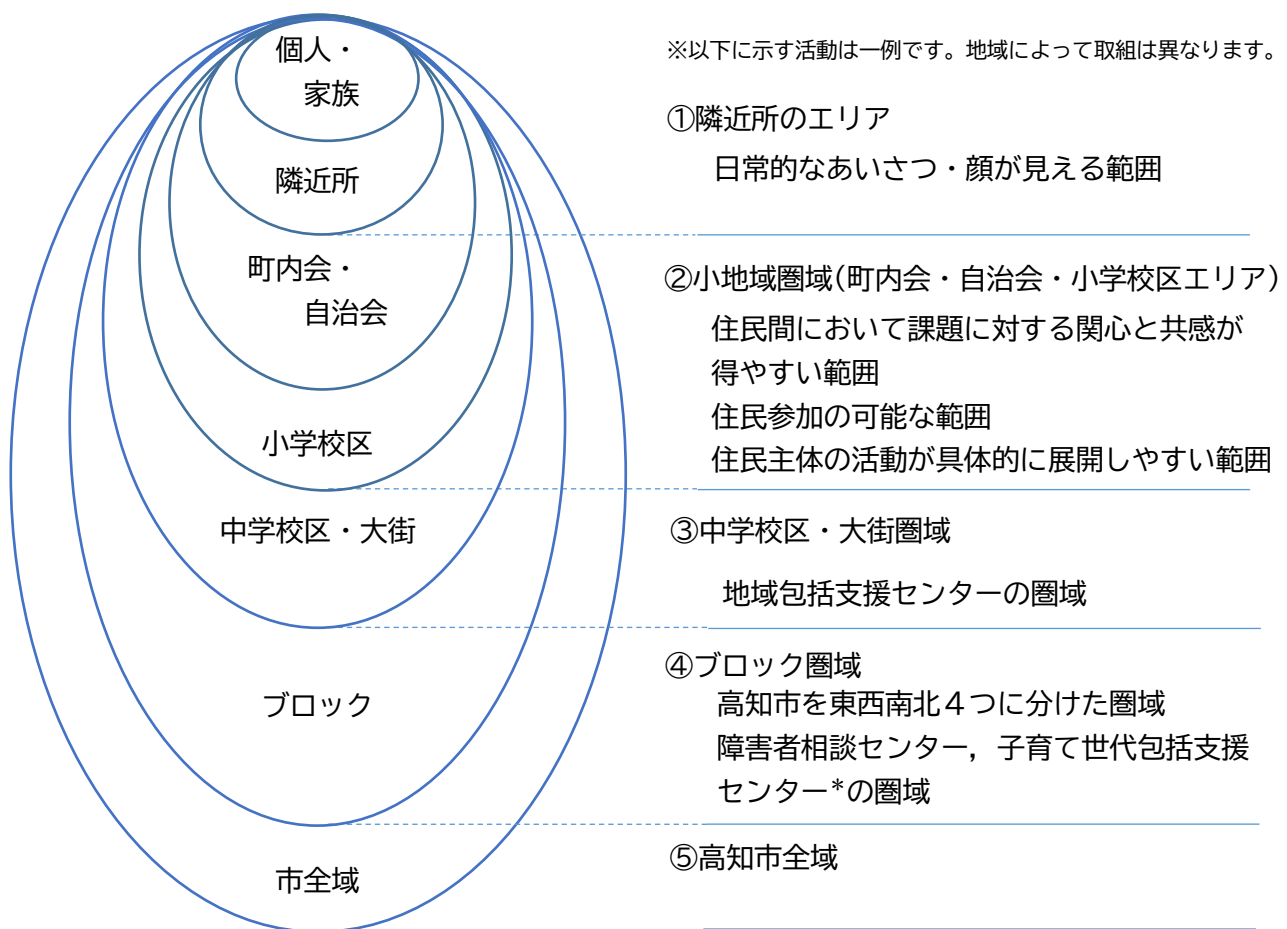 個人・
家族
隣近所
町内会・
自治会
小学校区
中学校区・大街
ブロック
市全域
※以下に示す活動は一例です。地域によって取組は異なります。
①隣近所のエリア
日常的なあいさつ・顔が見える範囲
②小地域圏域(町内会・自治会・小学校区エリア)
住民間において課題に対する関心と共感が
得やすい範囲
住民参加の可能な範囲
住民主体の活動が具体的に展開しやすい範囲
③中学校区・大街圏域
地域包括支援センターの圏域
④ブロック圏域
高知市を東西南北４つに分けた圏域
障害者相談センター，子育て世代包括支援
センター*の圏域
⑤高知市全域